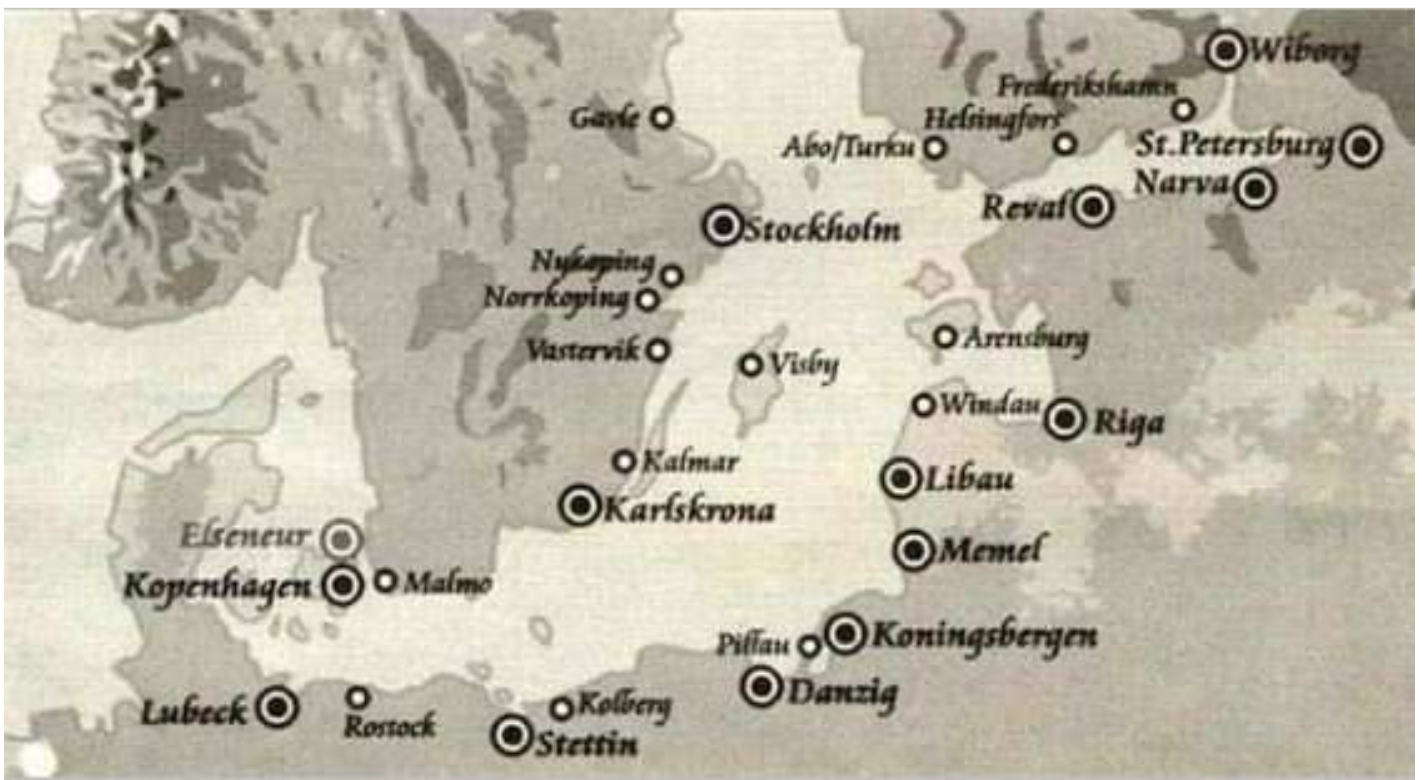 Wiborg
Frederikshamn
Gavle
Helsingfors
Abo/Turku
St.Petersburg
Narva
Reval
Stockholm
Nykoping
Norrkoping
Arensburg
Vastervik
Visby
Windau
Riga
Kalmar
Libau
Karlskrona
Elseneur
Memel
Kopenhagen
Malmo
Koningsbergen
Pillau
Danzig
Lubeck
Kolberg
Rostock
Stettin